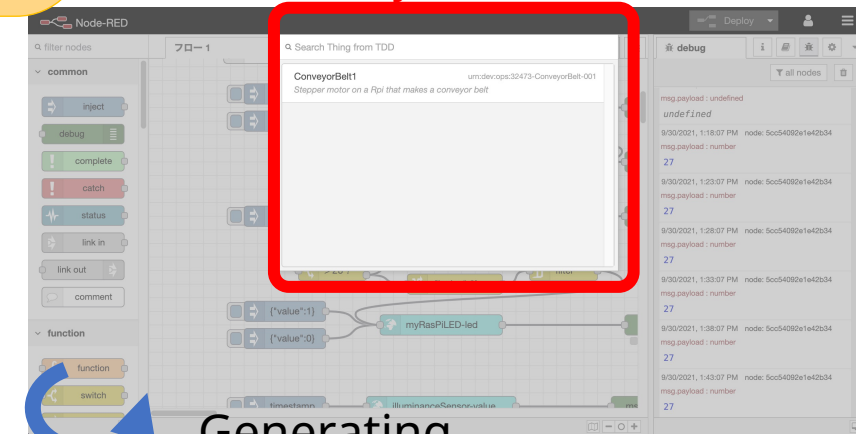 Node-RED
Deploy
filter nodes
フロー 1
Search Thing from TDD
debug
i
common
ConveyorBelt1
urn:dev:ops:32473-ConveyorBelt-001
Stepper motor on a Rpi that makes a conveyor belt
all nodes
inject
debug
complete
catch
status
link in
link out
comment
function
function
switch
msg.payload : undefined
undefined
9/30/2021, 1:18:07 PM node: 5cc54092e1e42b34
msg.payload : number
27
9/30/2021, 1:23:07 PM node: 5cc54092e1e42b34
msg.payload : number
27
9/30/2021, 1:28:07 PM node: 5cc54092e1e42b34
msg.payload : number
27
9/30/2021, 1:33:07 PM node: 5cc54092e1e42b34
msg.payload : number
27
9/30/2021, 1:38:07 PM node: 5cc54092e1e42b34
msg.payload : number
27
9/30/2021, 1:43:07 PM node: 5cc54092e1e42b34
msg.payload : number
27
{"value":1}
{"value":0}
myRasPiLED-led
timestamp
illuminanceSensor-value
Generating